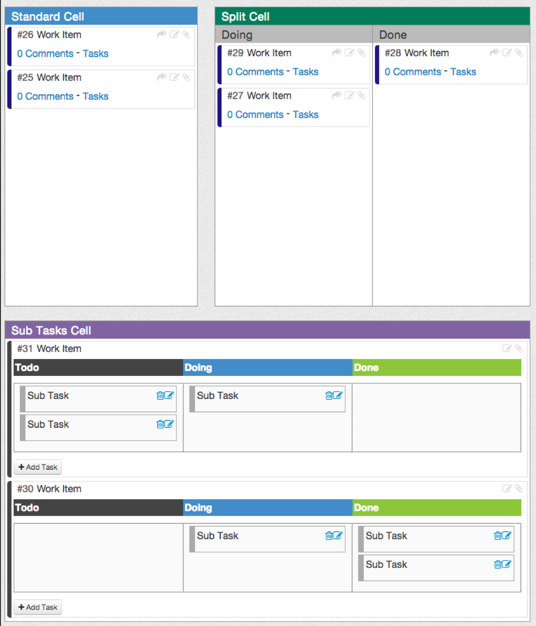 Standard Cell
#26 Work Item
0 Comments - Tasks
#25 Work Item
0 Comments - Tasks
Split Cell
Doing
Done
#29 Work Item
0 Comments - Tasks
#27 Work Item
0 Comments - Tasks
#28 Work Item
0 Comments - Tasks
Sub Tasks Cell
#31 Work Item
Todo
Doing
Done
Sub Task
Sub Task
Sub Task
+ Add Task
#30 Work Item
Todo
Doing
Done
Sub Task
Sub Task
Sub Task
+ Add Task